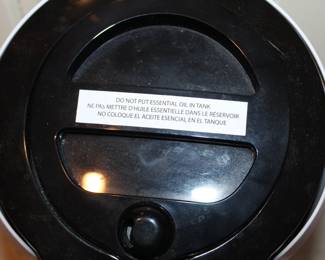 DO NOT PUT ESSENTIAL OIL IN TANK
NE PAS METTRE D'HUILE ESSENTIELLE DANS LE RÉSERVOIR
NO COLOQUE EL ACEITE ESENCIAL EN EL TANQUE